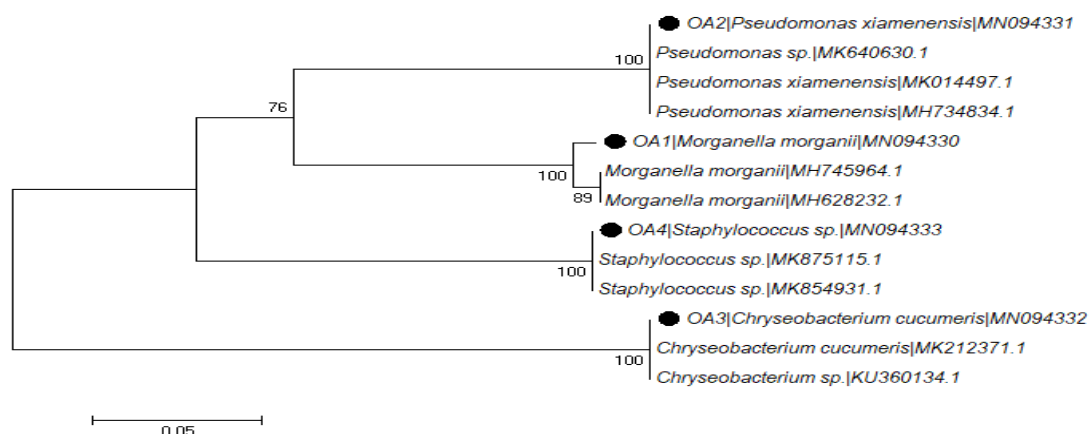 OA2|Pseudomonas xiamenensis|MN094331
Pseudomonas sp.|MK640630.1
100
Pseudomonas xiamenensis|MK014497.1
76
Pseudomonas xiamenensis|MH734834.1
OA1|Morganella morganii|MN094330
Morganella morganii|MH745964.1
100
89
Morganella morganii|MH628232.1
OA4|Staphylococcus sp.|MN094333
Staphylococcus sp.|MK875115.1
100
Staphylococcus sp.|MK854931.1
OA3|Chryseobacterium cucumeris|MN094332
Chryseobacterium cucumeris|MK212371.1
100
Chryseobacterium sp.|KU360134.1
0.05